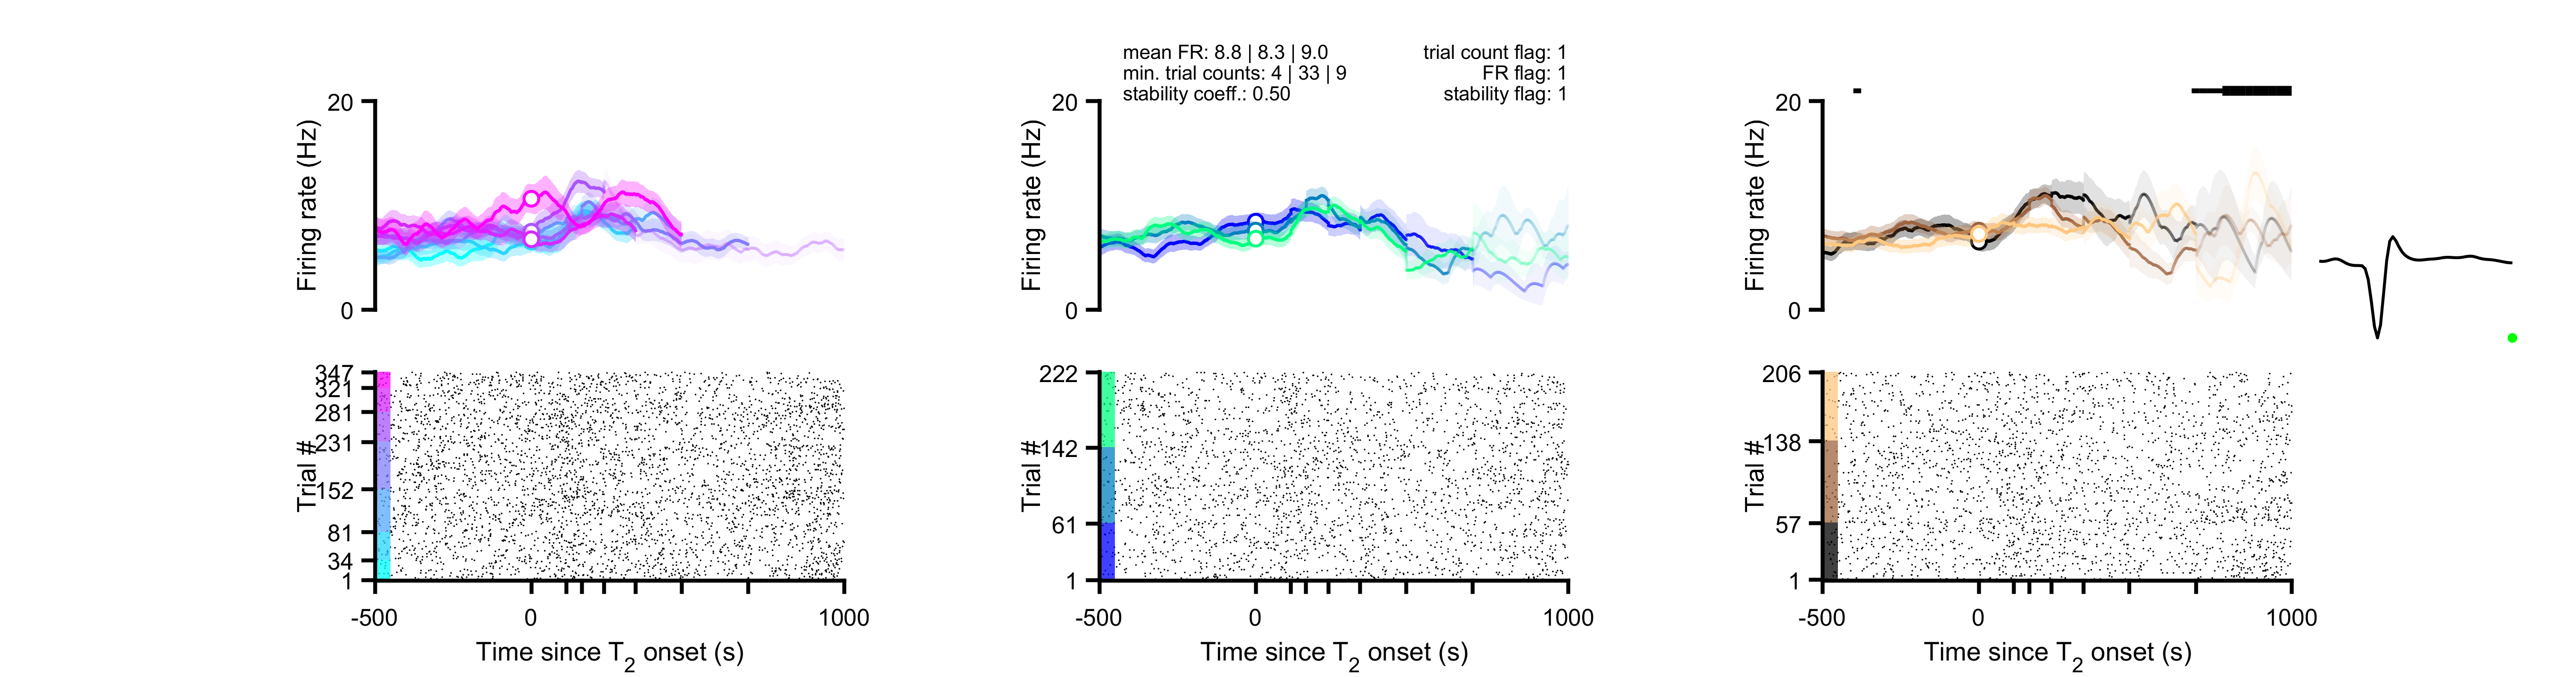 mean FR: 8.8 | 8.3 | 9.0
min. trial counts: 4 | 33 | 9
stability coeff.: 0.50
trial count flag: 1
FR flag: 1
stability flag: 1
20
Firing rate (Hz)
0
347
321
281
231
152
81
34
1
Trial #
-500
0
1000
Time since T2 onset (s)
20
Firing rate (Hz)
0
222
142
61
1
Trial #
-500
0
1000
Time since T2 onset (s)
20
Firing rate (Hz)
0
206
138
57
1
Trial #
-500
0
1000
Time since T2 onset (s)